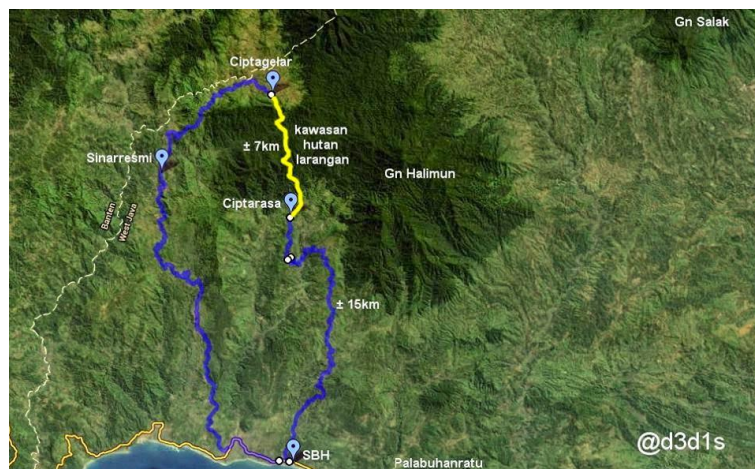 Gn Salak
Ciptagelar
kawasan
hutan
larangan
± 7km
Sinarresmi
Gn Halimun
Ciptarasa
Banten
West Java
± 15km
@d3d1s
SBH
Palabuhanratu